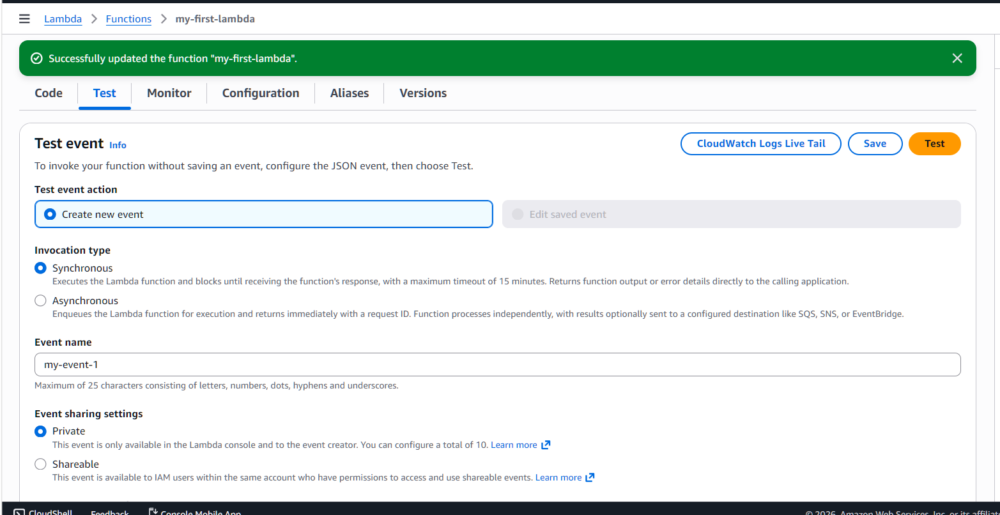 Lambda > Functions > my-first-lambda
Successfully updated the function "my-first-lambda".
Code Test Monitor Configuration Aliases Versions
Test event Info CloudWatch Logs Live Tail Save Test
To invoke your function without saving an event, configure the JSON event, then choose Test.
Test event action
Create new event Edit saved event
Invocation type
Synchronous
Executes the Lambda function and blocks until receiving the function's response, with a maximum timeout of 15 minutes. Returns function output or error details directly to the calling application.
Asynchronous
Enqueues the Lambda function for execution and returns immediately with a request ID. Function processes independently, with results optionally sent to a configured destination like SQS, SNS, or EventBridge.
Event name
my-event-1
Maximum of 25 characters consisting of letters, numbers, dots, hyphens and underscores.
Event sharing settings
Private
This event is only available in the Lambda console and to the event creator. You can configure a total of 10. Learn more
Shareable
This event is available to IAM users within the same account who have permissions to access and use shareable events. Learn more
CloudShell Feedback Console Mobile App © 2026, Amazon Web Services, Inc. or its